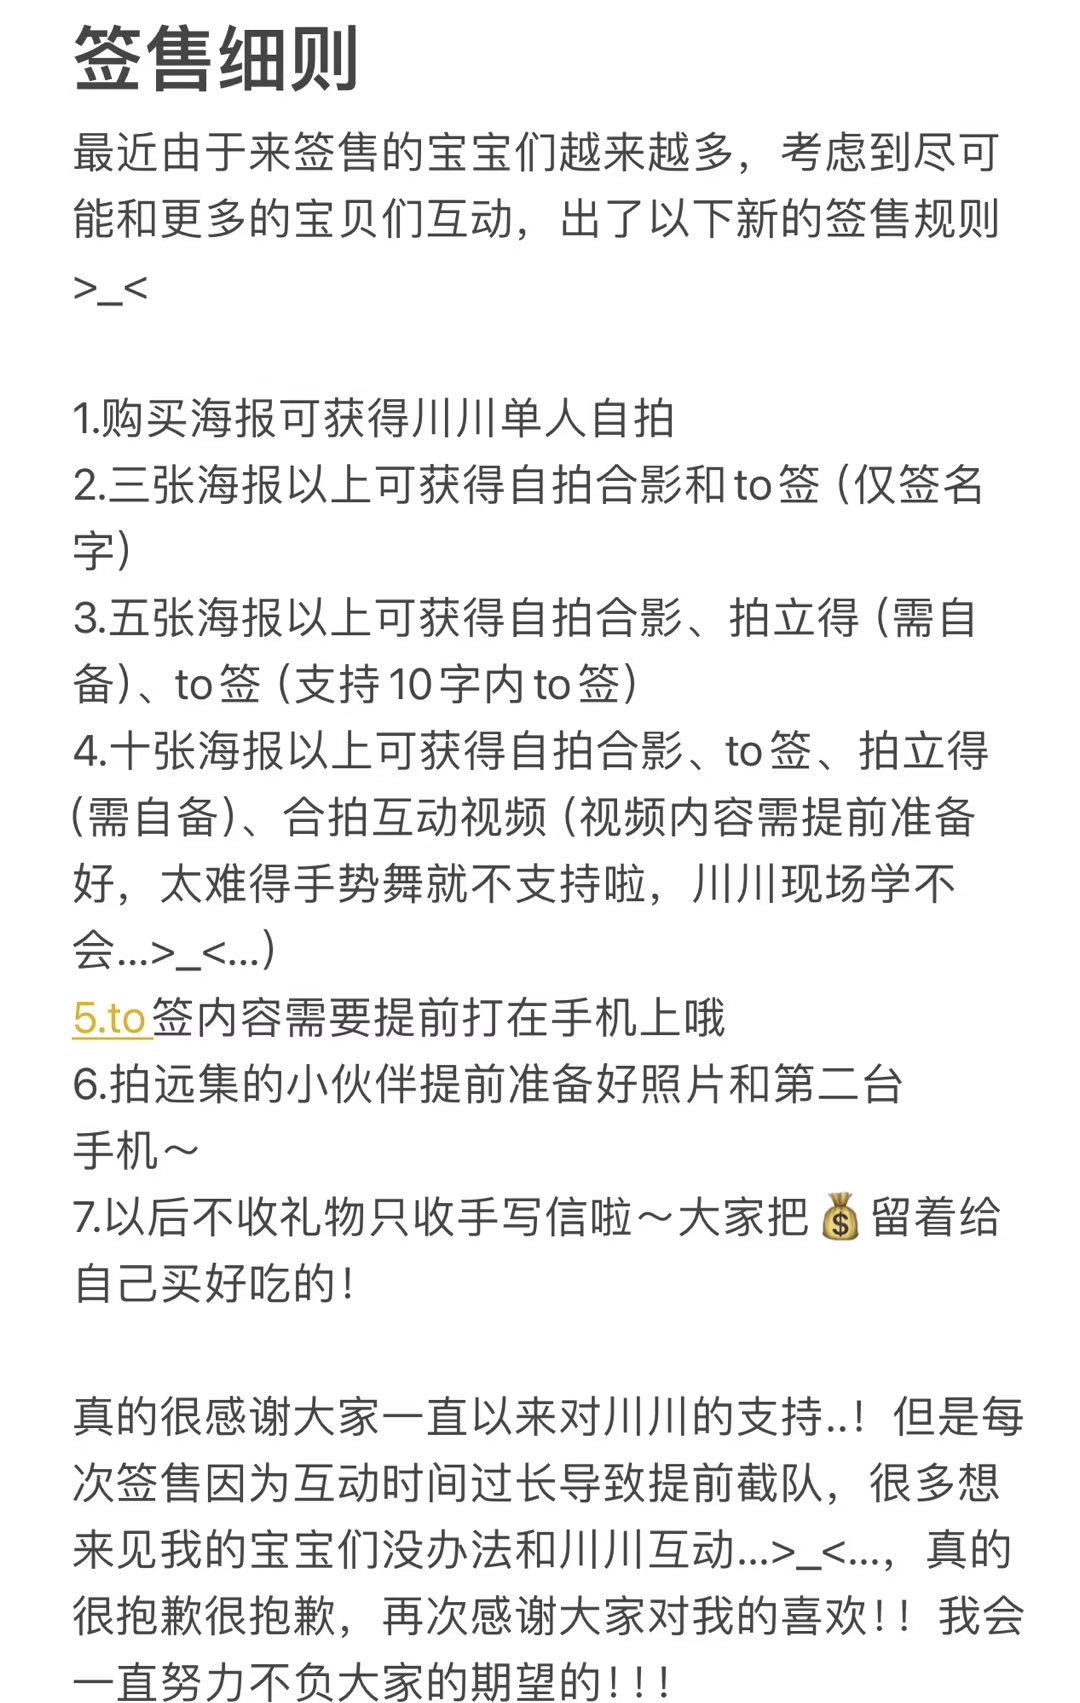 签售细则
最近由于来签售的宝宝们越来越多，考虑到尽可
能和更多的宝贝们互动，出了以下新的签售规则
>_<
1.购买海报可获得川川单人自拍
2.三张海报以上可获得自拍合影和to签（仅签名
字）
3.五张海报以上可获得自拍合影、拍立得（需自
备）、to签（支持10字内to签）
4.十张海报以上可获得自拍合影、to签、拍立得
（需自备）、合拍互动视频（视频内容需提前准备
好，太难得手势舞就不支持啦，川川现场学不
会...>_<...）
5.to签内容需要提前打在手机上哦
6.拍远集的小伙伴提前准备好照片和第二台
手机～
7.以后不收礼物只收手写信啦～大家把💰留着给
自己买好吃的！
真的很感谢大家一直以来对川川的支持..！但是每
次签售因为互动时间过长导致提前截队，很多想
来见我的宝宝们没办法和川川互动...>_<...，真的
很抱歉很抱歉，再次感谢大家对我的喜欢！！我会
一直努力不负大家的期望的！！！